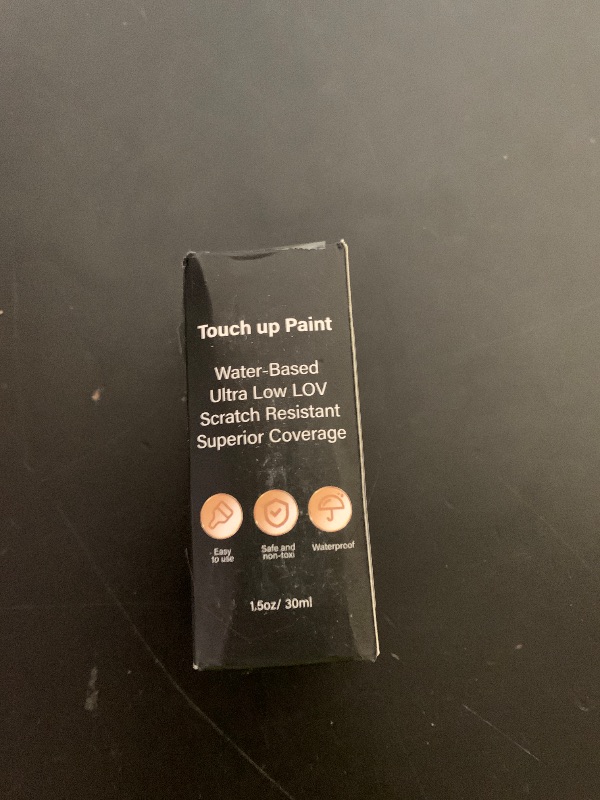 Touch up Paint
Water-Based
Ultra Low LOV
Scratch Resistant
Superior Coverage
Easy
to use
Safe and
non-toxi
Waterproof
1.5oz/ 30ml